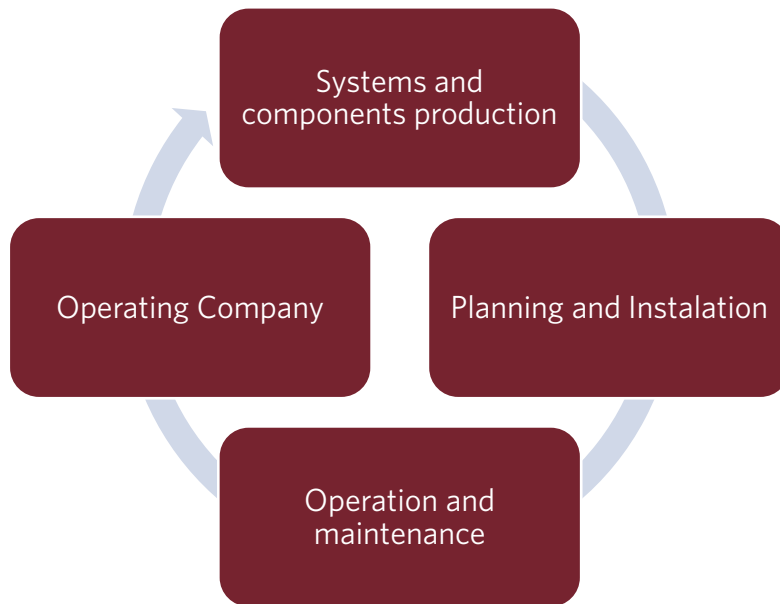 Systems and
components production
Operating Company
Planning and Instalation
Operation and
maintenance